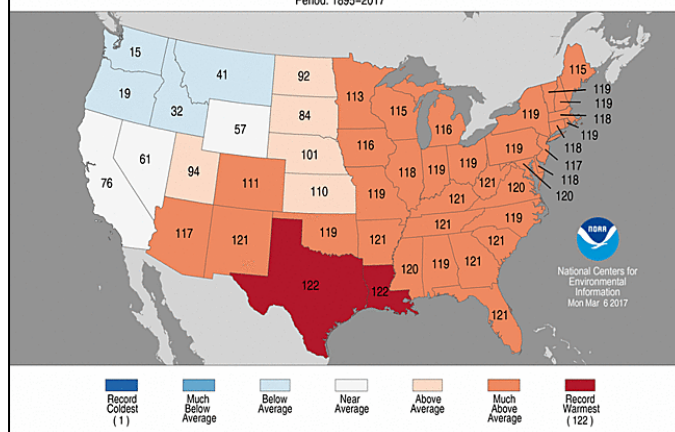 Period: 1895–2017
15
41
92
113
115
119
19
32
84
115
119
119
118
57
116
119
101
116
118
119
119
119
118
76
61
94
111
110
119
121
121
120
117
118
120
117
121
119
121
121
119
122
122
120
119
121
121
121
NOAA
National Centers for
Environmental
Information
Mon Mar 6 2017
Record
Coldest
( 1 )
Much
Below
Average
Below
Average
Near
Average
Above
Average
Much
Above
Average
Record
Warmest
( 122 )